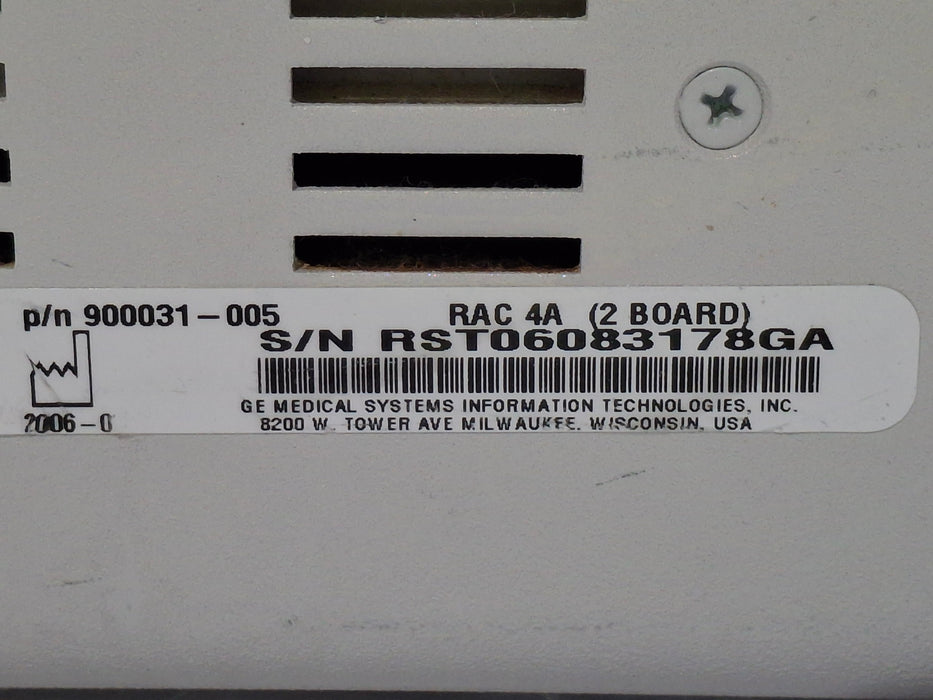 p/n 900031-005 RAC 4A (2 BOARD)
S/N RST06083178GA
GE MEDICAL SYSTEMS INFORMATION TECHNOLOGIES, INC.
2006-0
8200 W. TOWER AVE MILWAUKEE, WISCONSIN, USA